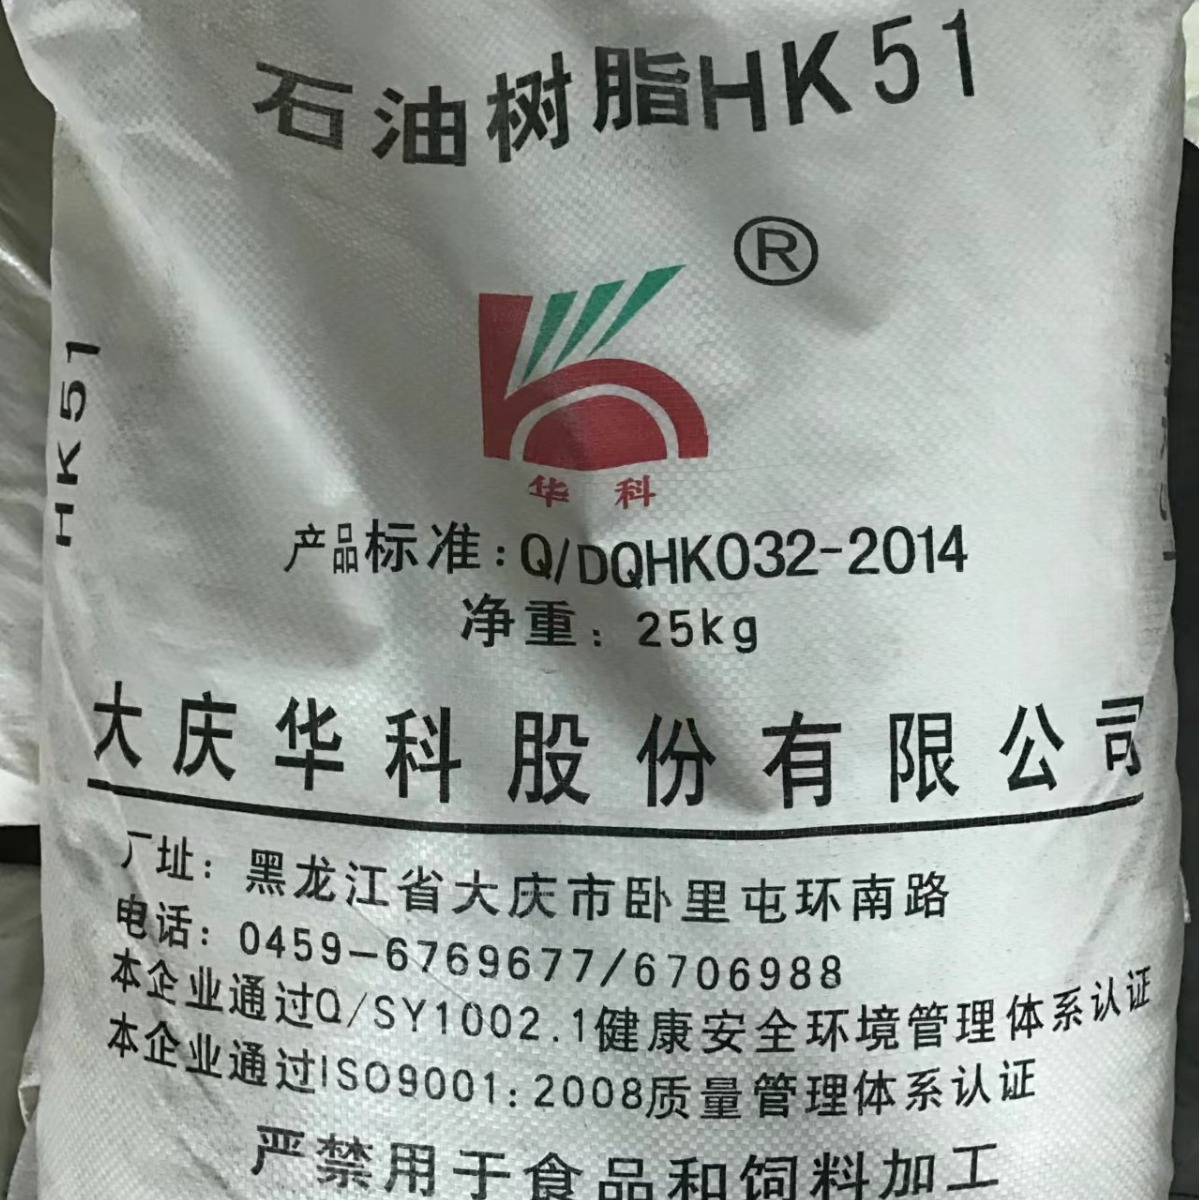 石油树脂HK51
®
华科
HK51
产品标准:Q/DQHK032-2014
净重:25kg
大庆华科股份有限公司
厂址:黑龙江省大庆市卧里屯环南路
电话:0459-6769677/6706988
本企业通过Q/SY1002.1健康安全环境管理体系认证
本企业通过ISO9001:2008质量管理体系认证
严禁用于食品和饲料加工